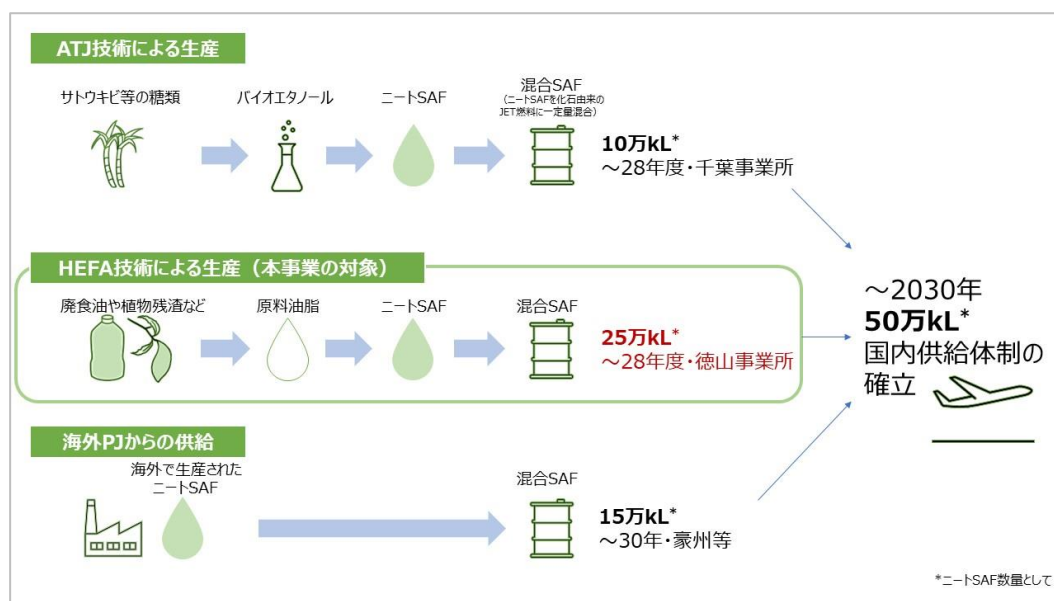 ATJ技術による生産
サトウキビ等の糖類
バイオエタノール
ニートSAF
混合SAF
(ニートSAFを化石由来の
JET燃料に一定量混合)
10万kL*
～28年度・千葉事業所
HEFA技術による生産（本事業の対象）
廃食油や植物残渣など
原料油脂
ニートSAF
混合SAF
25万kL*
～28年度・徳山事業所
海外PJからの供給
海外で生産された
ニートSAF
混合SAF
15万kL*
～30年・豪州等
～2030年
50万kL*
国内供給体制の
確立
*ニートSAF数量として